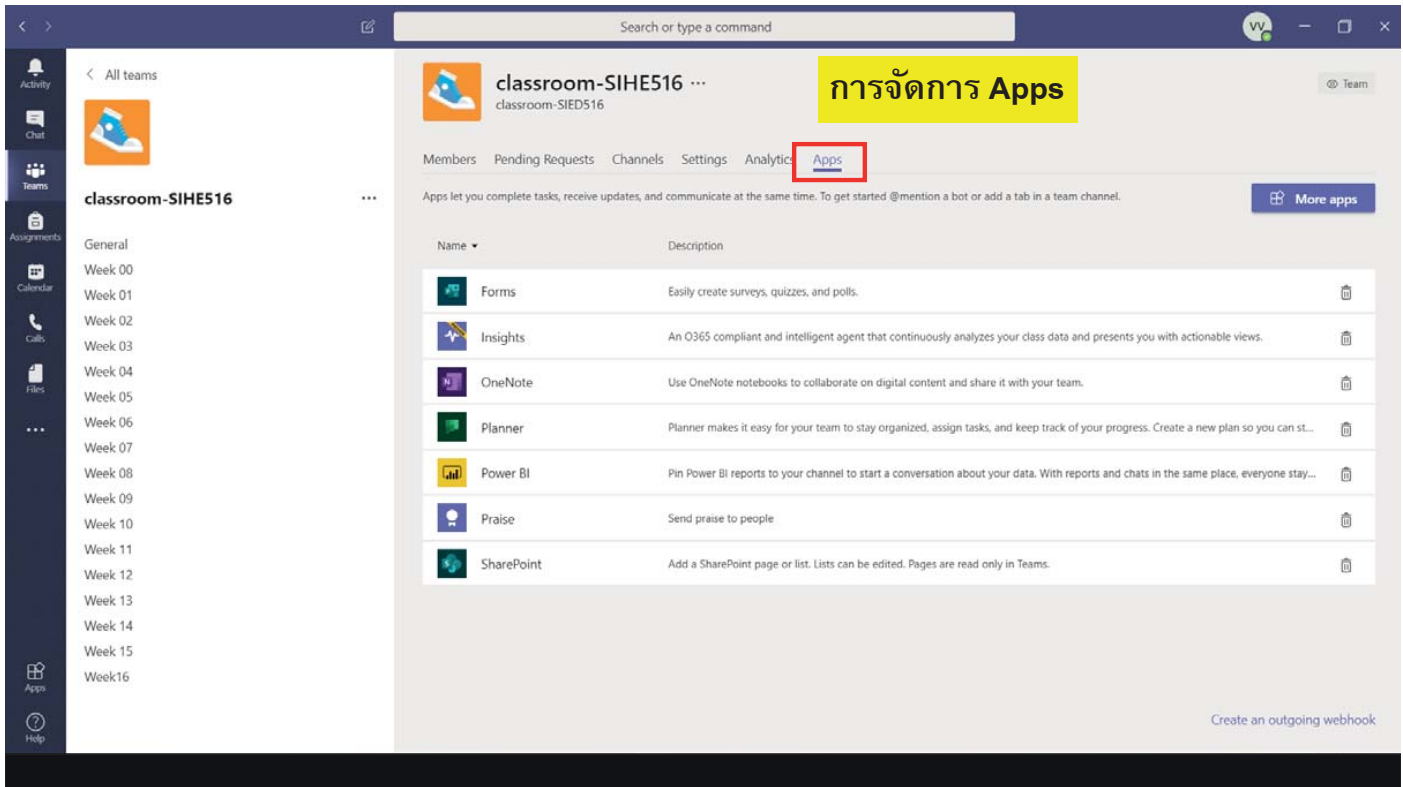 Search or type a command
VV
Activity
Chat
Teams
Assignments
Calendar
Calls
Files
Apps
Help
All teams
classroom-SIHE516
General
Week 00
Week 01
Week 02
Week 03
Week 04
Week 05
Week 06
Week 07
Week 08
Week 09
Week 10
Week 11
Week 12
Week 13
Week 14
Week 15
Week16
classroom-SIHE516 ...
classroom-SIED516
การจัดการ Apps
Team
Members Pending Requests Channels Settings Analytics Apps
Apps let you complete tasks, receive updates, and communicate at the same time. To get started @mention a bot or add a tab in a team channel.
More apps
Name Description
Forms Easily create surveys, quizzes, and polls.
Insights An O365 compliant and intelligent agent that continuously analyzes your class data and presents you with actionable views.
OneNote Use OneNote notebooks to collaborate on digital content and share it with your team.
Planner Planner makes it easy for your team to stay organized, assign tasks, and keep track of your progress. Create a new plan so you can st...
Power BI Pin Power BI reports to your channel to start a conversation about your data. With reports and chats in the same place, everyone stay...
Praise Send praise to people
SharePoint Add a SharePoint page or list. Lists can be edited. Pages are read only in Teams.
Create an outgoing webhook